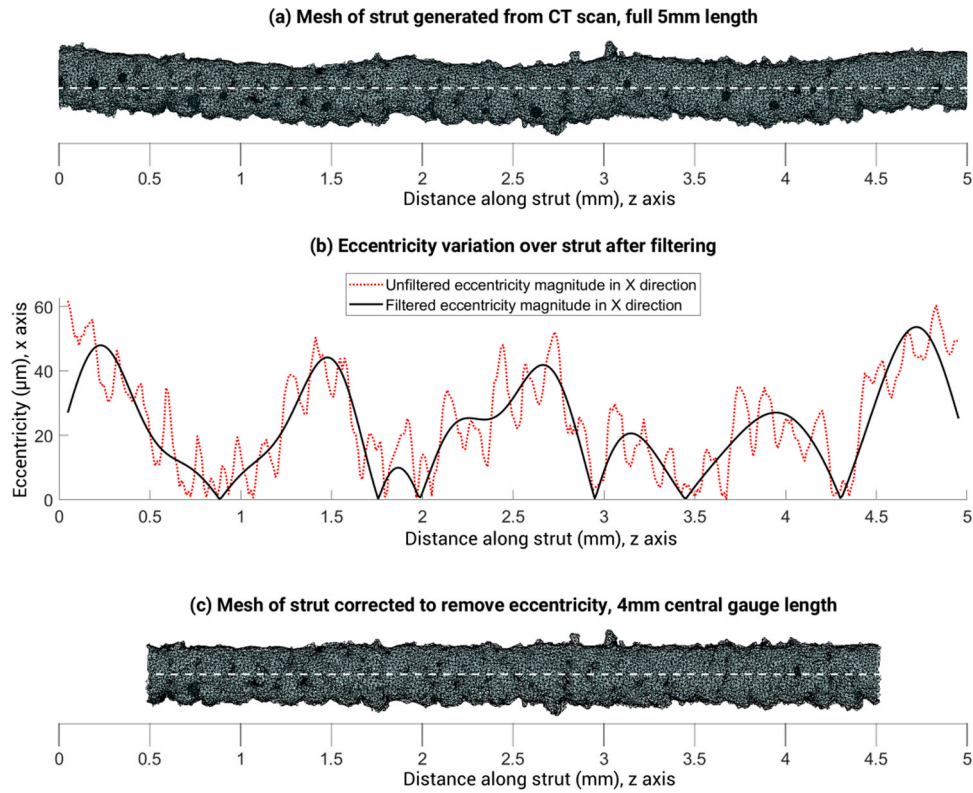 (a) Mesh of strut generated from CT scan, full 5mm length
0 0.5 1 1.5 2 2.5 3 3.5 4 4.5 5
Distance along strut (mm), z axis
(b) Eccentricity variation over strut after filtering
Unfiltered eccentricity magnitude in X direction
Filtered eccentricity magnitude in X direction
Eccentricity (μm), x axis
60
40
20
0
0 0.5 1 1.5 2 2.5 3 3.5 4 4.5 5
Distance along strut (mm), z axis
(c) Mesh of strut corrected to remove eccentricity, 4mm central gauge length
0 0.5 1 1.5 2 2.5 3 3.5 4 4.5 5
Distance along strut (mm), z axis